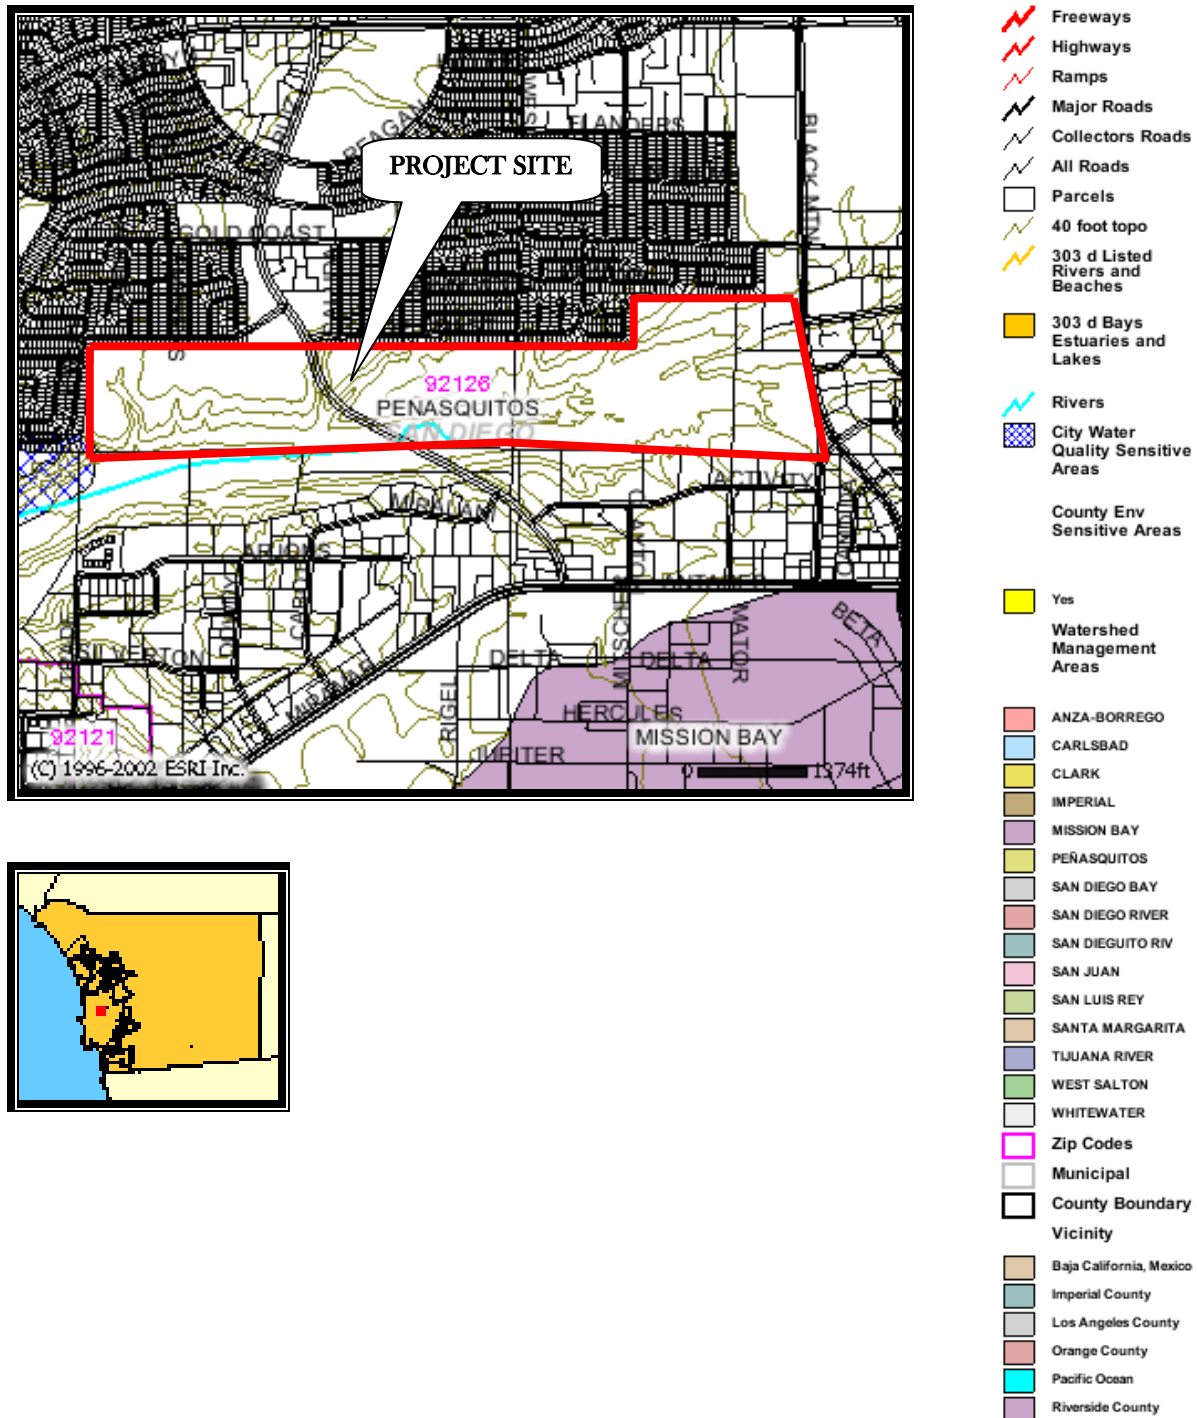 FLANDERS
REAGAN
PROJECT SITE
BLACK MTN
GOLD COAST
92126
PENASQUITOS
SAN DIEGO
ACTIVITY
MIRALANI
ARJONS
CAMINO
SILVERTON
MIRAMAR
DELTA
DELTA
MATOR
BETA
RIGEL
HERCULES
MISSION BAY
JUPITER
92121
(C) 1996-2002 ESRI Inc.
0 1374ft
Freeways
Highways
Ramps
Major Roads
Collectors Roads
All Roads
Parcels
40 foot topo
303 d Listed
Rivers and
Beaches
303 d Bays
Estuaries and
Lakes
Rivers
City Water
Quality Sensitive
Areas
County Env
Sensitive Areas
Yes
Watershed
Management
Areas
ANZA-BORREGO
CARLSBAD
CLARK
IMPERIAL
MISSION BAY
PEÑASQUITOS
SAN DIEGO BAY
SAN DIEGO RIVER
SAN DIEGUITO RIV
SAN JUAN
SAN LUIS REY
SANTA MARGARITA
TIJUANA RIVER
WEST SALTON
WHITEWATER
Zip Codes
Municipal
County Boundary
Vicinity
Baja California, Mexico
Imperial County
Los Angeles County
Orange County
Pacific Ocean
Riverside County